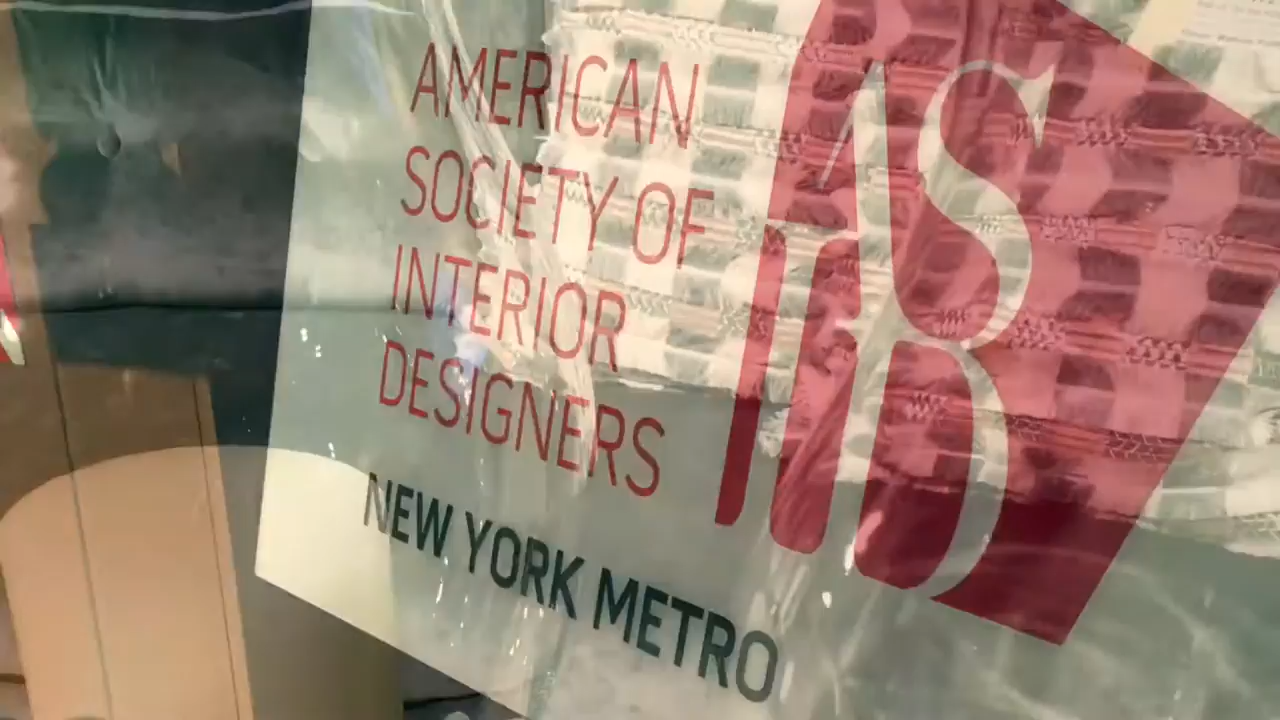 AMERICAN
SOCIETY OF
INTERIOR
DESIGNERS
NEW YORK METRO